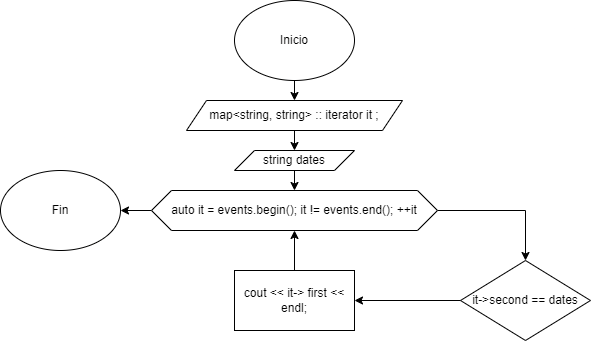 Inicio
map<string, string> :: iterator it ;
string dates
Fin
auto it = events.begin(); it != events.end(); ++it
cout << it-> first <<
endl;
it->second == dates